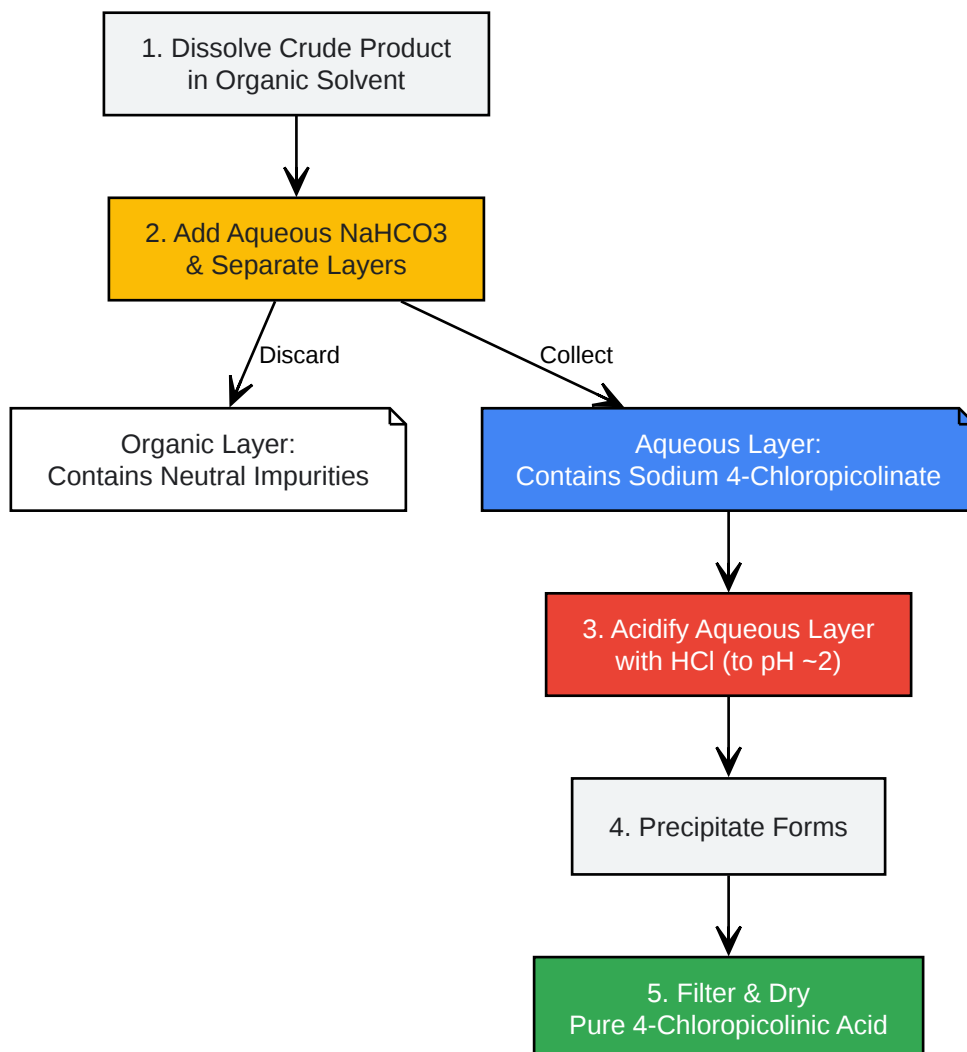 1. Dissolve Crude Product
in Organic Solvent
2. Add Aqueous NaHCO3
& Separate Layers
Discard
Collect
Organic Layer:
Contains Neutral Impurities
Aqueous Layer:
Contains Sodium 4-Chloropicolinate
3. Acidify Aqueous Layer
with HCl (to pH ~2)
4. Precipitate Forms
5. Filter & Dry
Pure 4-Chloropicolinic Acid